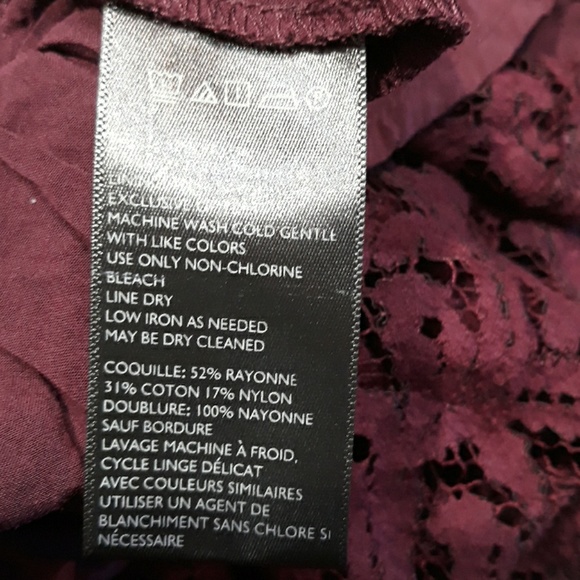 EXCLUSIVE
MACHINE WASH COLD GENTLE
WITH LIKE COLORS
USE ONLY NON-CHLORINE
BLEACH
LINE DRY
LOW IRON AS NEEDED
MAY BE DRY CLEANED
COQUILLE: 52% RAYONNE
31% COTON 17% NYLON
DOUBLURE: 100% NAYONNE
SAUF BORDURE
LAVAGE MACHINE À FROID,
CYCLE LINGE DÉLICAT
AVEC COULEURS SIMILAIRES
UTILISER UN AGENT DE
BLANCHIMENT SANS CHLORE SI
NÉCESSAIRE